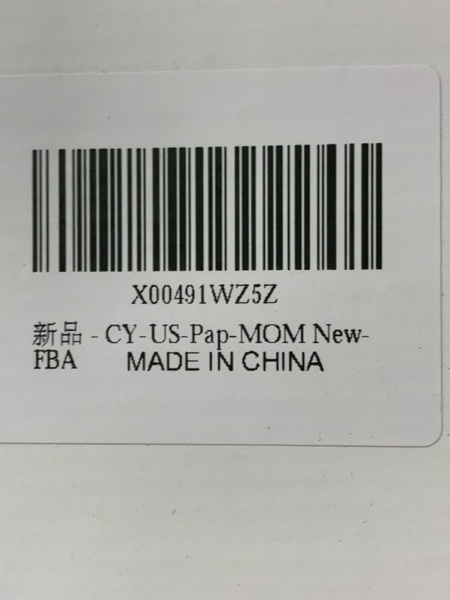 X00491WZ5Z
新品 - CY-US-Pap-MOM New-
FBA MADE IN CHINA